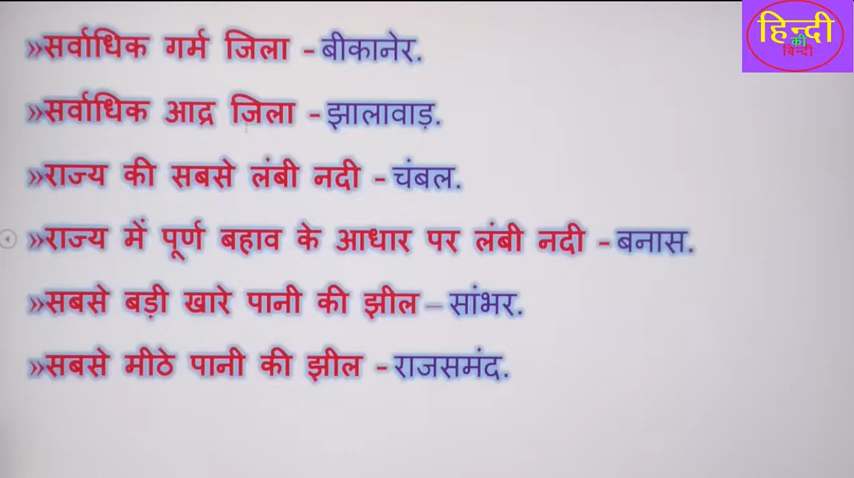 हिन्दी
की
बिन्दी
»सर्वाधिक गर्म जिला - बीकानेर.
»सर्वाधिक आद्र जिला - झालावाड़.
»राज्य की सबसे लंबी नदी - चंबल.
»राज्य में पूर्ण बहाव के आधार पर लंबी नदी - बनास.
»सबसे बड़ी खारे पानी की झील – सांभर.
»सबसे मीठे पानी की झील - राजसमंद.